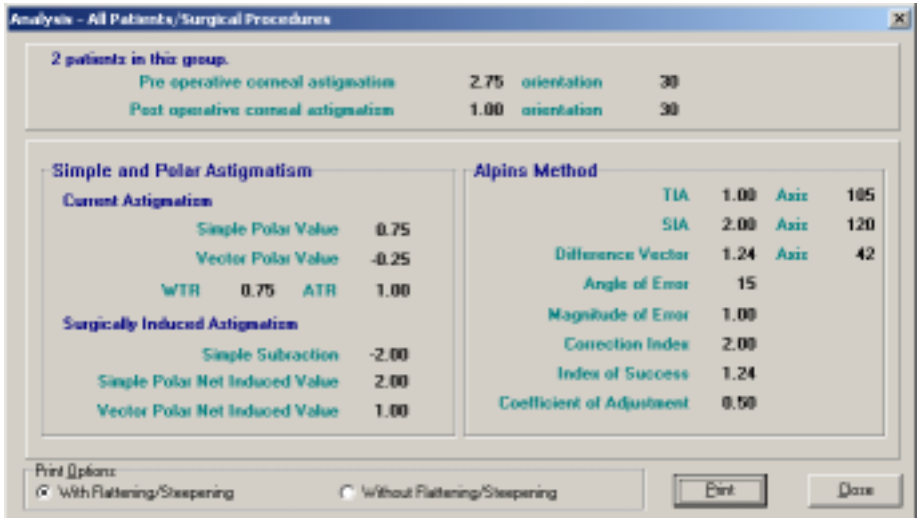 Analysis - All Patients/Surgical Procedures
2 patients in this group.
Pre operative corneal astigmatism 2.75 orientation 30
Post operative corneal astigmatism 1.00 orientation 30
Simple and Polar Astigmatism
Current Astigmatism
Simple Polar Value 0.75
Vector Polar Value -0.25
WTR 0.75 ATR 1.00
Surgically Induced Astigmatism
Simple Subraction -2.00
Simple Polar Net Induced Value 2.00
Vector Polar Net Induced Value 1.00
Alpins Method
TIA 1.00 Axis 105
SIA 2.00 Axis 120
Difference Vector 1.24 Axis 42
Angle of Error 15
Magnitude of Error 1.00
Correction Index 2.00
Index of Success 1.24
Coefficient of Adjustment 0.50
Print Options
With Flattening/Steepening
Without Flattening/Steepening
Print
Close